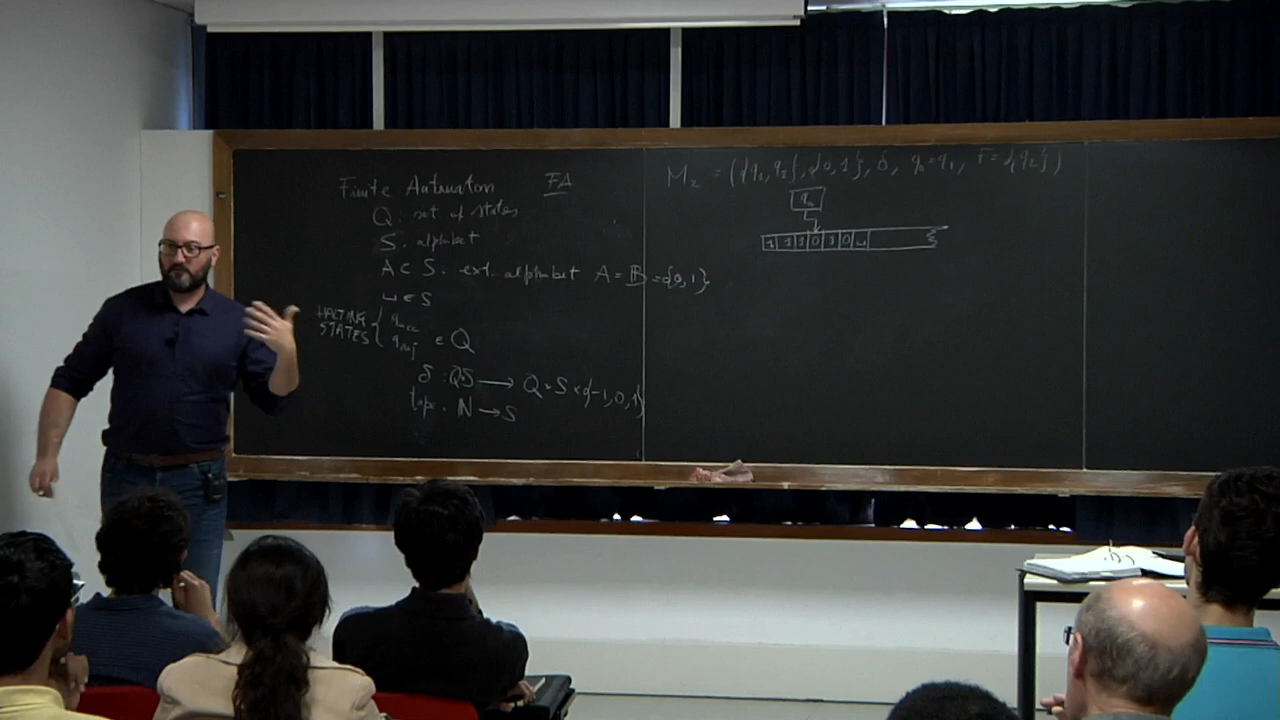 Finite Automaton FA
Q: set of states
S: alphabet
A ⊂ S: ext. alphabet A = B = {0,1}
⊔ ∈ S
HALTING STATES { q_acc q_rej ∈ Q
δ: Q×S → Q × S × {-1,0,1}
tape: N → S
M₂ = ({q₁,q₂}, {0,1}, δ, q₀=q₁, F={q₂})
q₀
1 1 1 0 1 0 ⊔